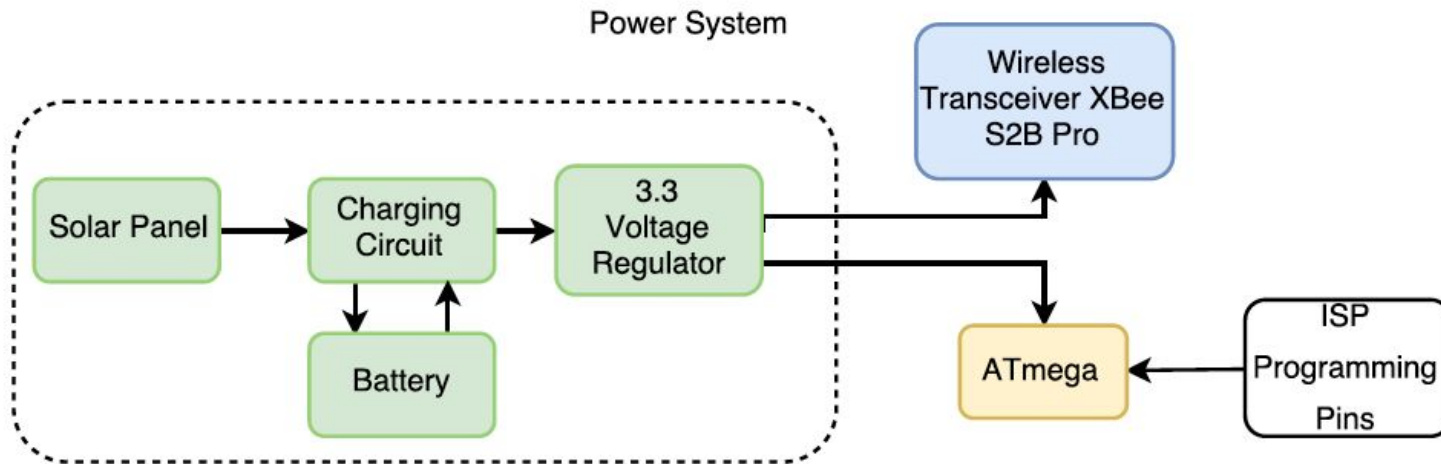 Power System
Wireless
Transceiver XBee
S2B Pro
Solar Panel
Charging
Circuit
3.3
Voltage
Regulator
Battery
ATmega
ISP
Programming
Pins